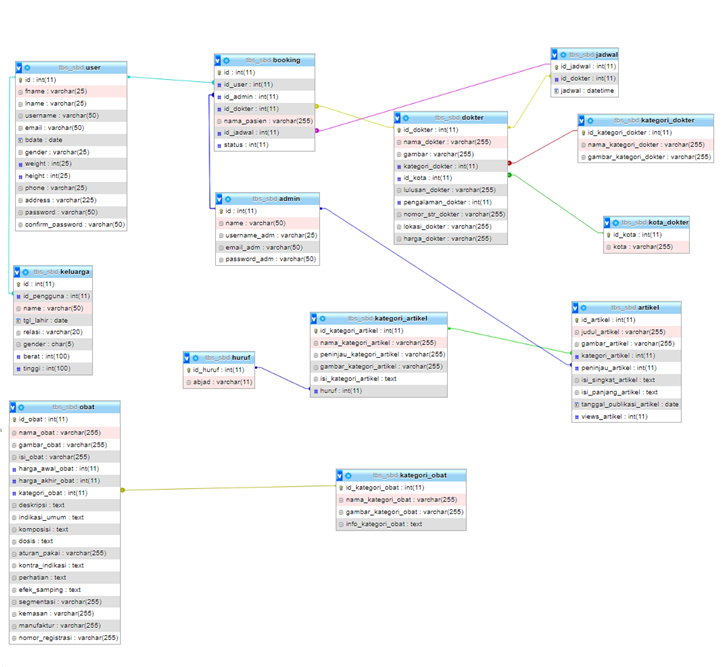 tbs_sbd user
id : int(11)
fname : varchar(25)
lname : varchar(25)
username : varchar(50)
email : varchar(50)
bdate : date
gender : varchar(25)
weight : int(25)
height : int(25)
phone : varchar(25)
address : varchar(225)
password : varchar(50)
confirm_password : varchar(50)
tbs_sbd booking
id : int(11)
id_user : int(11)
id_admin : int(11)
id_dokter : int(11)
nama_pasien : varchar(255)
id_jadwal : int(11)
status : int(11)
tbs_sbd jadwal
id_jadwal : int(11)
id_dokter : int(11)
jadwal : datetime
tbs_sbd dokter
id_dokter : int(11)
nama_dokter : varchar(255)
gambar : varchar(255)
kategori_dokter : int(11)
id_kota : int(11)
lulusan_dokter : varchar(255)
pengalaman_dokter : int(11)
nomor_str_dokter : varchar(255)
lokasi_dokter : varchar(255)
harga_dokter : varchar(255)
tbs_sbd kategori_dokter
id_kategori_dokter : int(11)
nama_kategori_dokter : varchar(255)
gambar_kategori_dokter : varchar(255)
tbs_sbd admin
id : int(11)
name : varchar(50)
username_adm : varchar(25)
email_adm : varchar(50)
password_adm : varchar(50)
tbs_sbd kota_dokter
id_kota : int(11)
kota : varchar(255)
tbs_sbd keluarga
id : int(11)
id_pengguna : int(11)
name : varchar(50)
tgl_lahir : date
relasi : varchar(20)
gender : char(5)
berat : int(100)
tinggi : int(100)
tbs_sbd huruf
id_huruf : int(11)
abjad : varchar(11)
tbs_sbd kategori_artikel
id_kategori_artikel : int(11)
nama_kategori_artikel : varchar(255)
peninjau_kategori_artikel : varchar(255)
gambar_kategori_artikel : varchar(255)
isi_kategori_artikel : text
huruf : int(11)
tbs_sbd artikel
id_artikel : int(11)
judul_artikel : varchar(255)
gambar_artikel : varchar(255)
kategori_artikel : int(11)
peninjau_artikel : int(11)
isi_singkat_artikel : text
isi_panjang_artikel : text
tanggal_publikasi_artikel : date
views_artikel : int(11)
tbs_sbd obat
id_obat : int(11)
nama_obat : varchar(255)
gambar_obat : varchar(255)
isi_obat : varchar(255)
harga_awal_obat : int(11)
harga_akhir_obat : int(11)
kategori_obat : int(11)
deskripsi : text
indikasi_umum : text
komposisi : text
dosis : text
aturan_pakai : varchar(255)
kontra_indikasi : text
perhatian : text
efek_samping : text
segmentasi : varchar(255)
kemasan : varchar(255)
manufaktur : varchar(255)
nomor_registrasi : varchar(255)
tbs_sbd kategori_obat
id_kategori_obat : int(11)
nama_kategori_obat : varchar(255)
gambar_kategori_obat : varchar(255)
info_kategori_obat : text